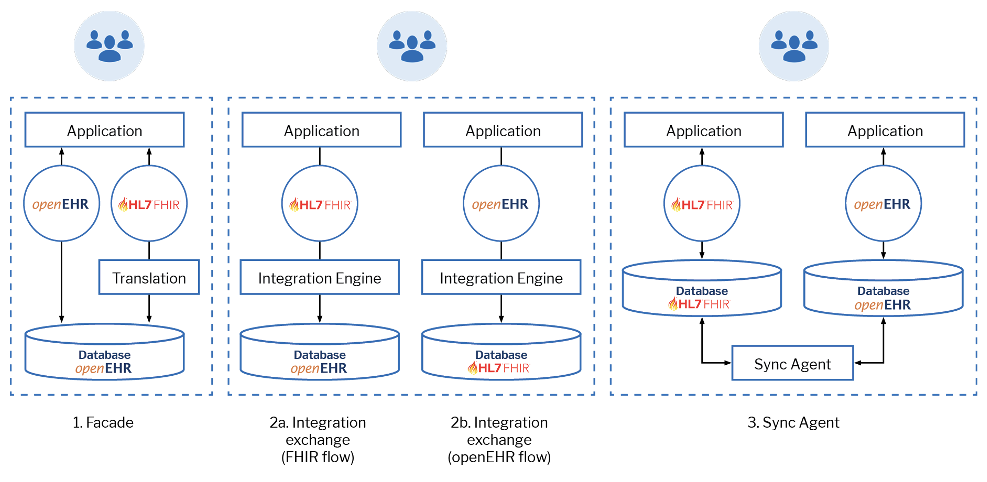 Application
openEHR
HL7 FHIR
Translation
Database
openEHR
1. Facade
Application
HL7 FHIR
Integration Engine
Database
openEHR
2a. Integration
exchange
(FHIR flow)
Application
openEHR
Integration Engine
Database
HL7 FHIR
2b. Integration
exchange
(openEHR flow)
Application
HL7 FHIR
Database
HL7 FHIR
Application
openEHR
Database
openEHR
Sync Agent
3. Sync Agent